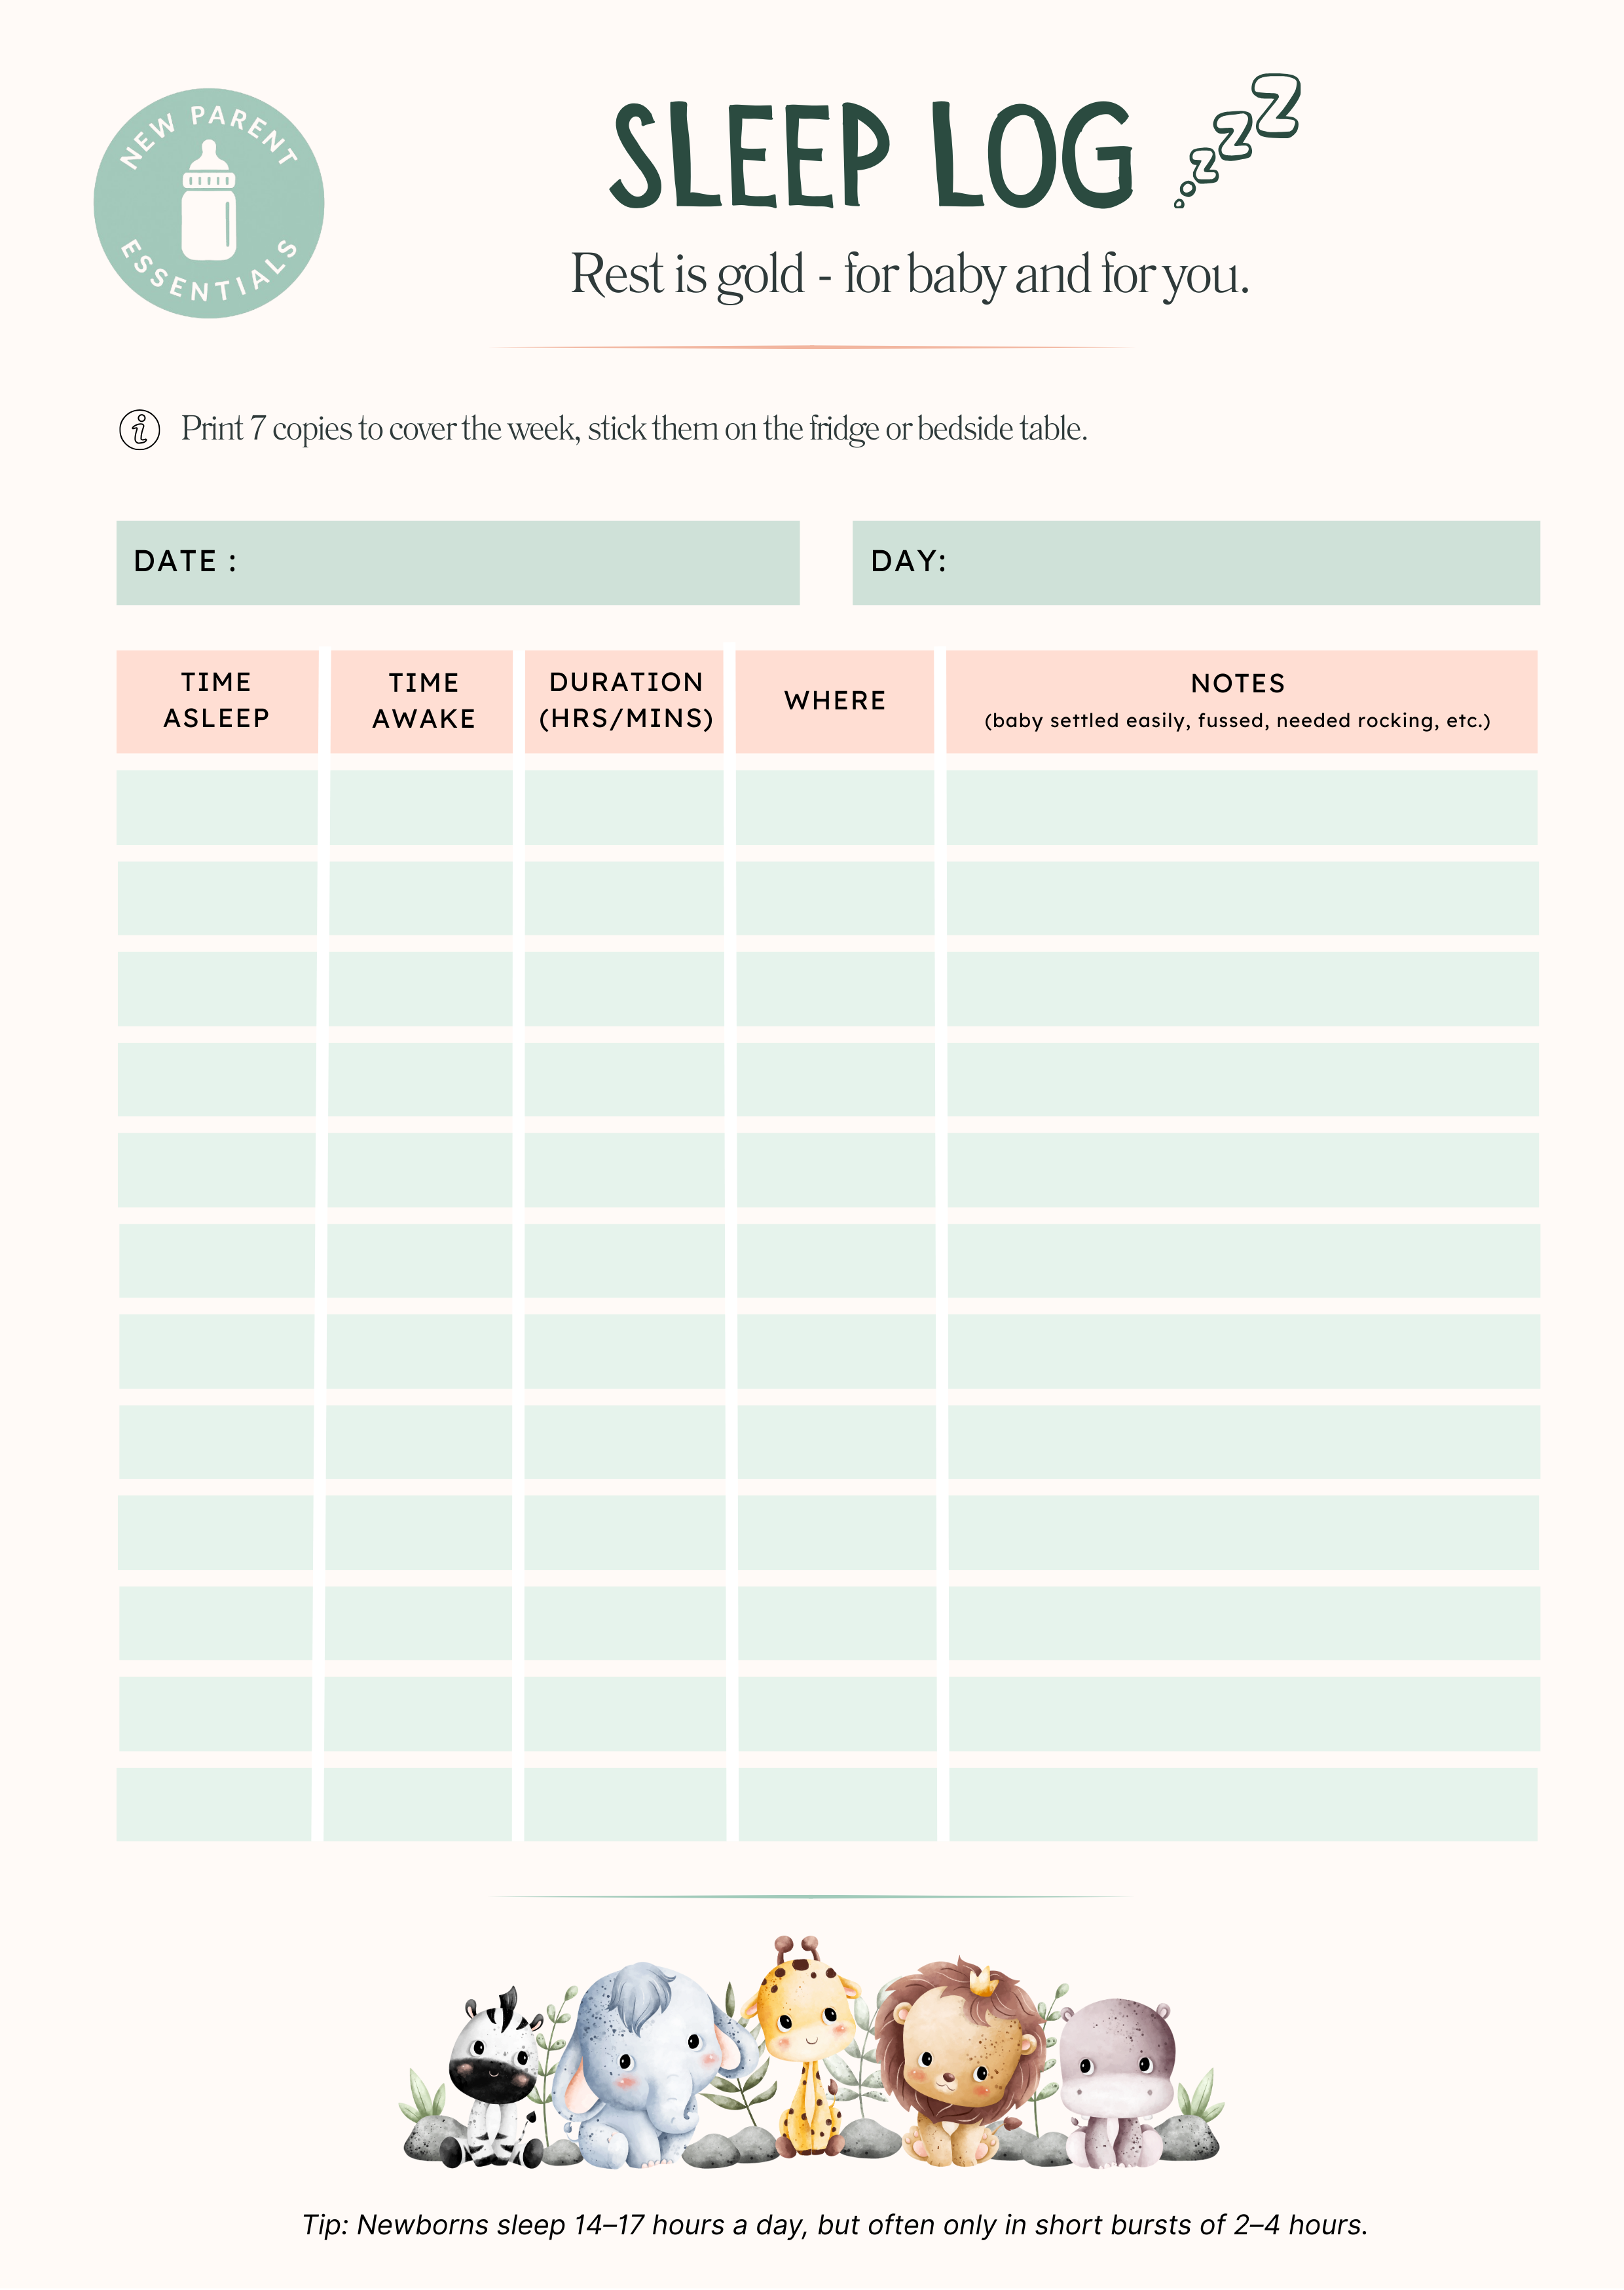 NEW PARENT
ESSENTIALS
SLEEP LOG
z z Z
Rest is gold - for baby and for you.
i
Print 7 copies to cover the week, stick them on the fridge or bedside table.
DATE :
DAY:
TIME
ASLEEP
TIME
AWAKE
DURATION
(HRS/MINS)
WHERE
NOTES
(baby settled easily, fussed, needed rocking, etc.)
Tip: Newborns sleep 14–17 hours a day, but often only in short bursts of 2–4 hours.